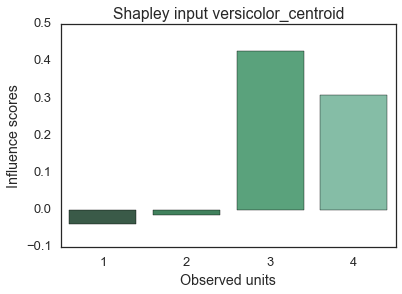 Shapley input versicolor_centroid
0.5
0.4
0.3
0.2
0.1
0.0
−0.1
Influence scores
1 2 3 4
Observed units